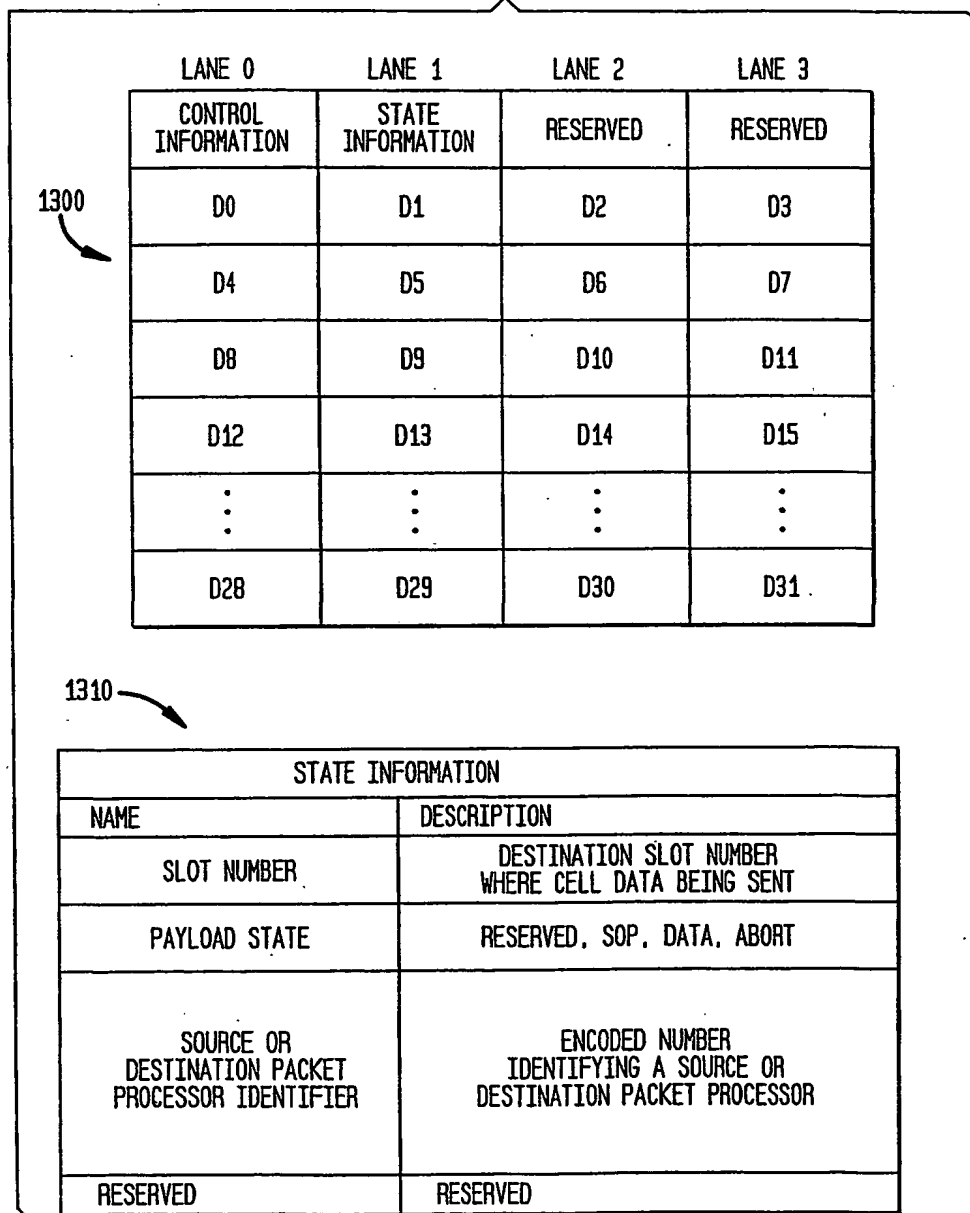 LANE 0 LANE 1 LANE 2 LANE 3
CONTROL INFORMATION STATE INFORMATION RESERVED RESERVED
1300
D0 D1 D2 D3
D4 D5 D6 D7
D8 D9 D10 D11
D12 D13 D14 D15
D28 D29 D30 D31
1310
STATE INFORMATION
NAME DESCRIPTION
SLOT NUMBER DESTINATION SLOT NUMBER
WHERE CELL DATA BEING SENT
PAYLOAD STATE RESERVED, SOP, DATA, ABORT
SOURCE OR
DESTINATION PACKET
PROCESSOR IDENTIFIER
ENCODED NUMBER
IDENTIFYING A SOURCE OR
DESTINATION PACKET PROCESSOR
RESERVED RESERVED